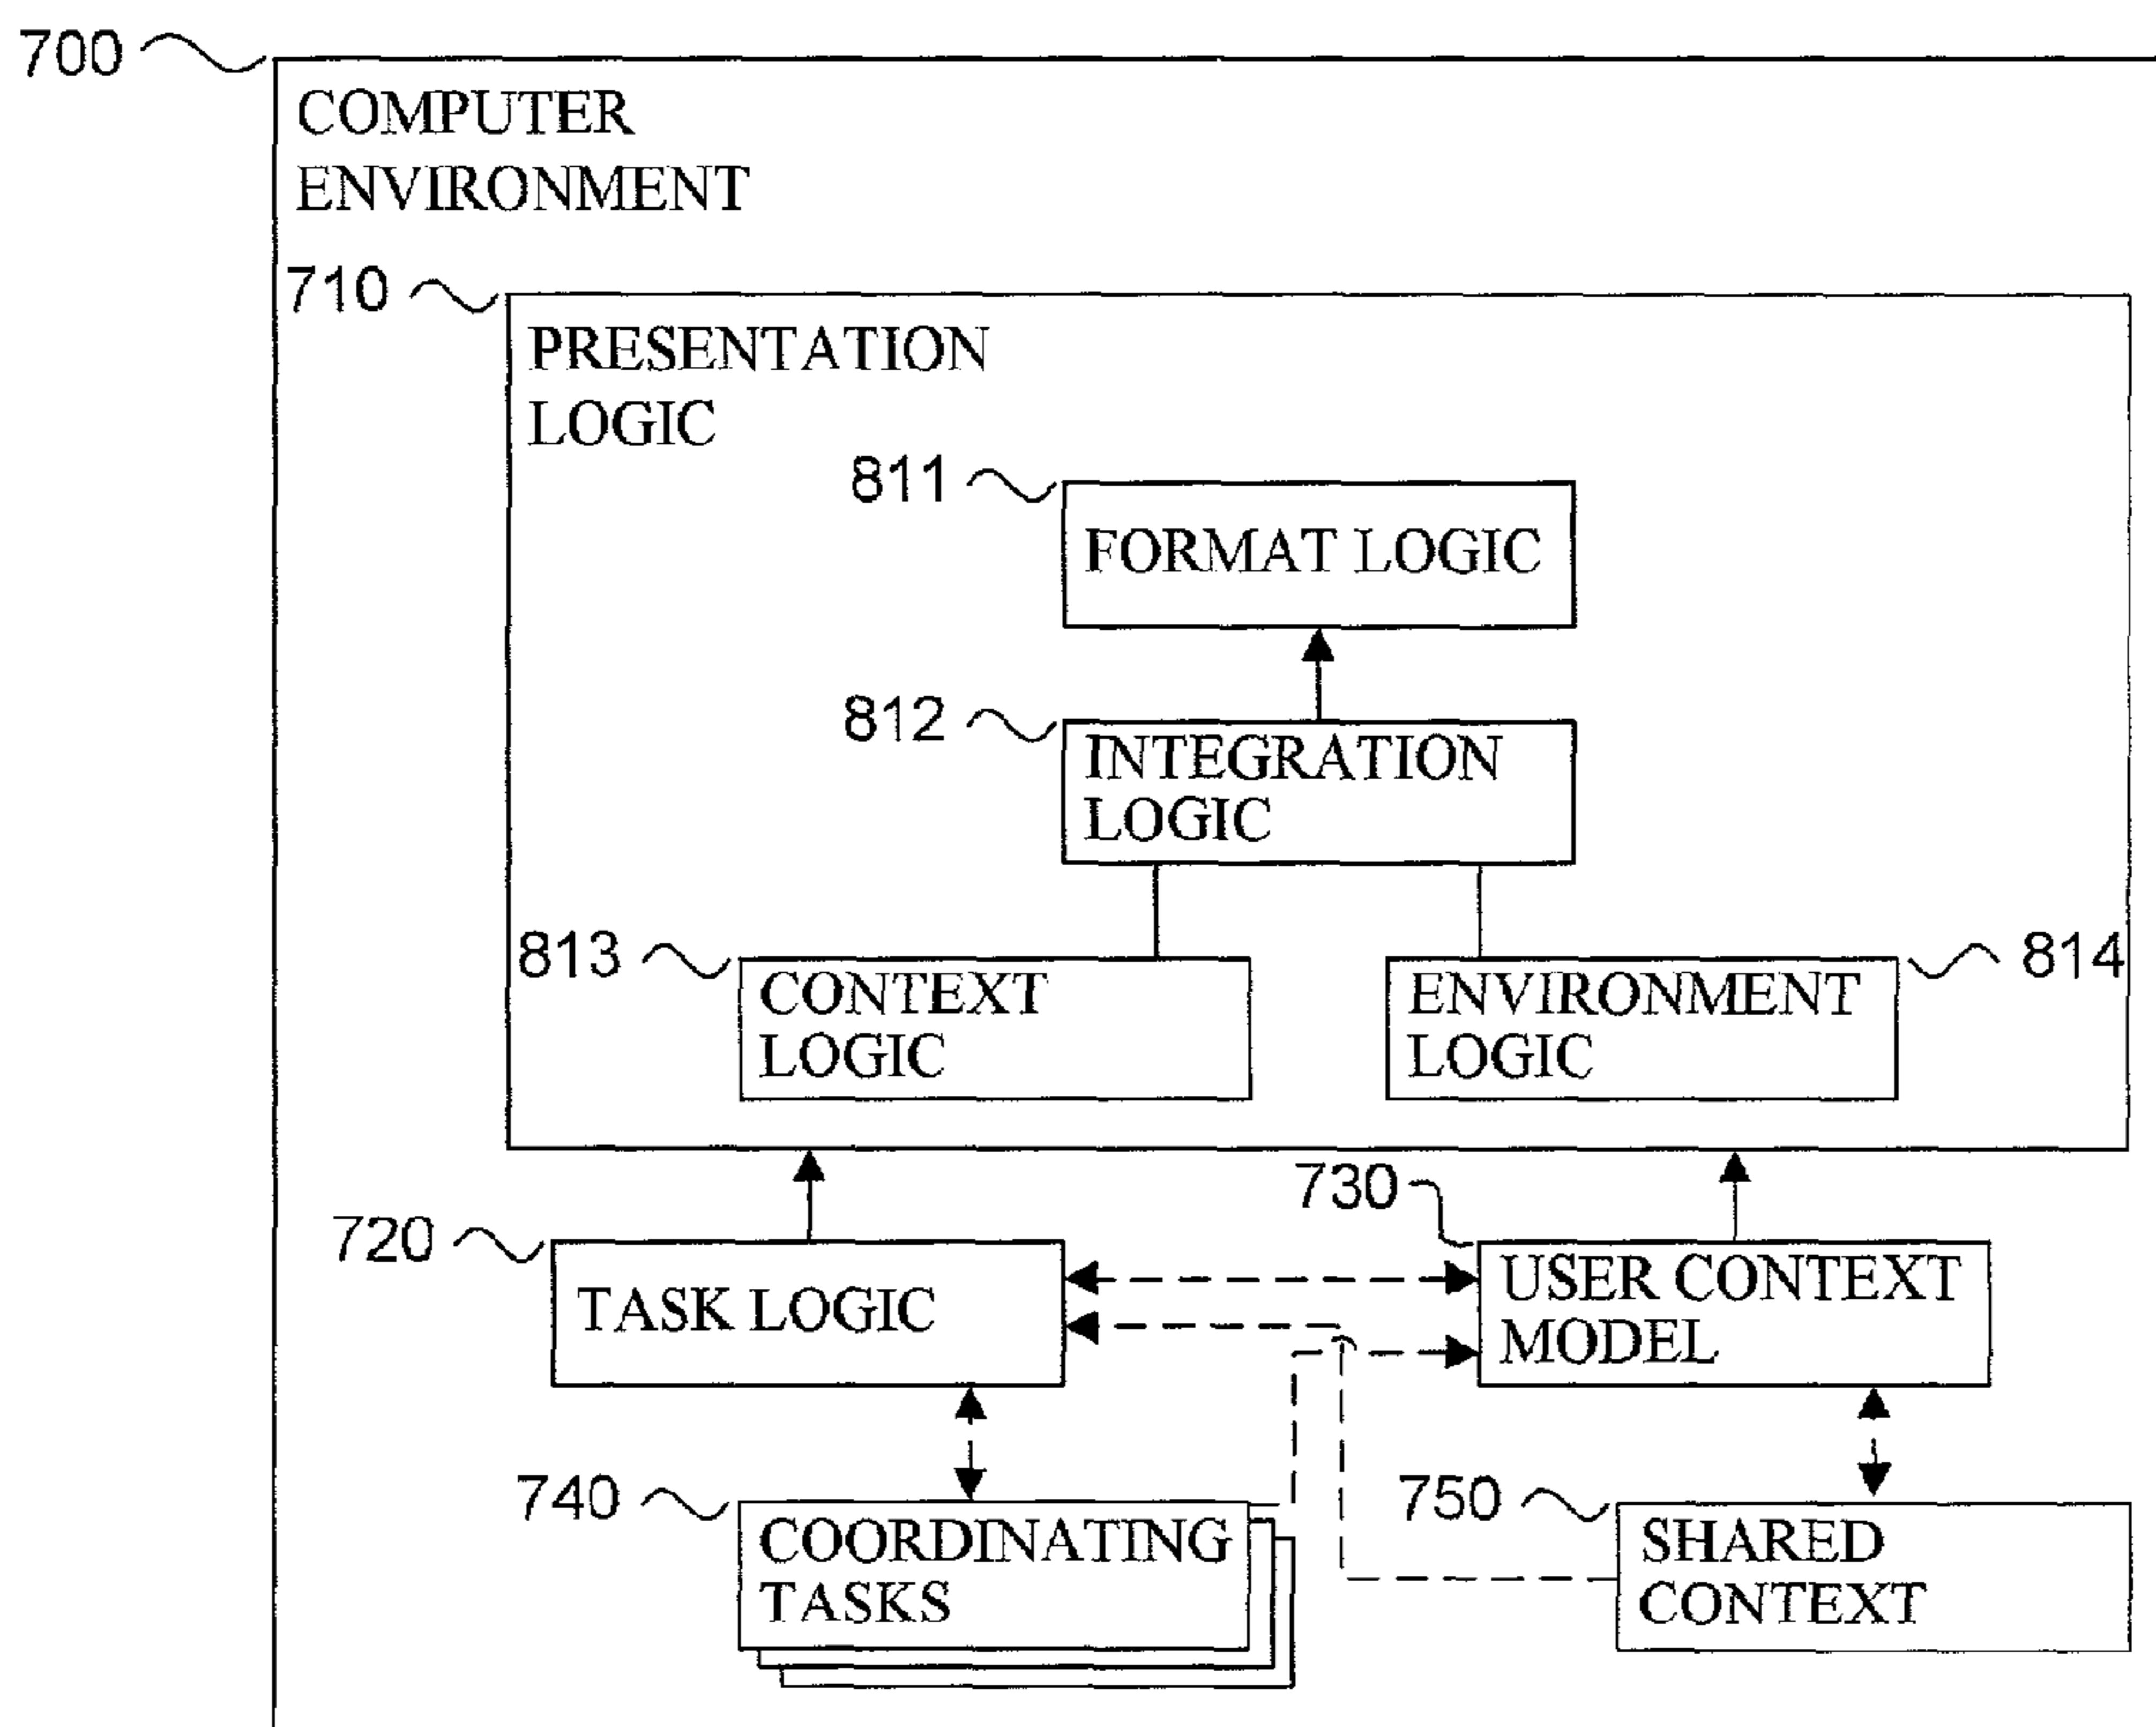 700
COMPUTER
ENVIRONMENT
710
PRESENTATION
LOGIC
811
FORMAT LOGIC
812
INTEGRATION
LOGIC
813
CONTEXT
LOGIC
ENVIRONMENT
LOGIC
814
720
TASK LOGIC
730
USER CONTEXT
MODEL
740
COORDINATING
TASKS
750
SHARED
CONTEXT